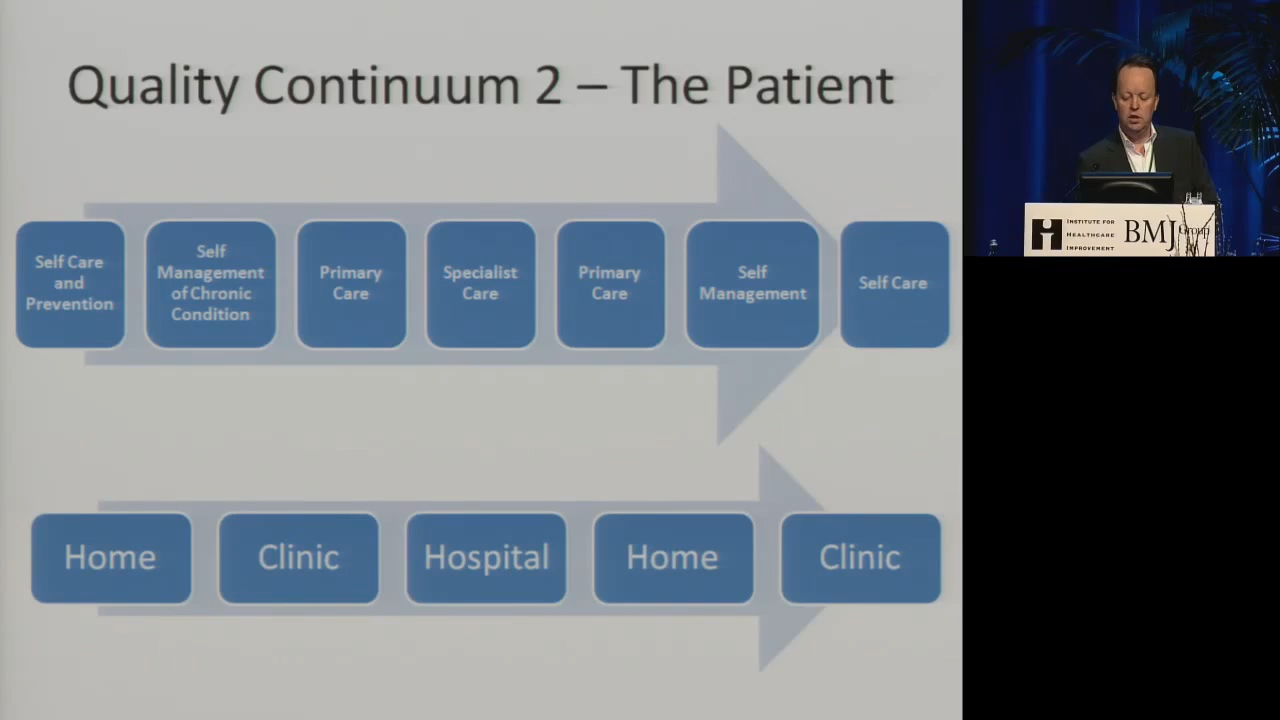 Quality Continuum 2 – The Patient
Self Care
and
Prevention
Self
Management
of Chronic
Condition
Primary
Care
Specialist
Care
Primary
Care
Self
Management
Self Care
Home
Clinic
Hospital
Home
Clinic
INSTITUTE FOR
HEALTHCARE
IMPROVEMENT
BMJ Group